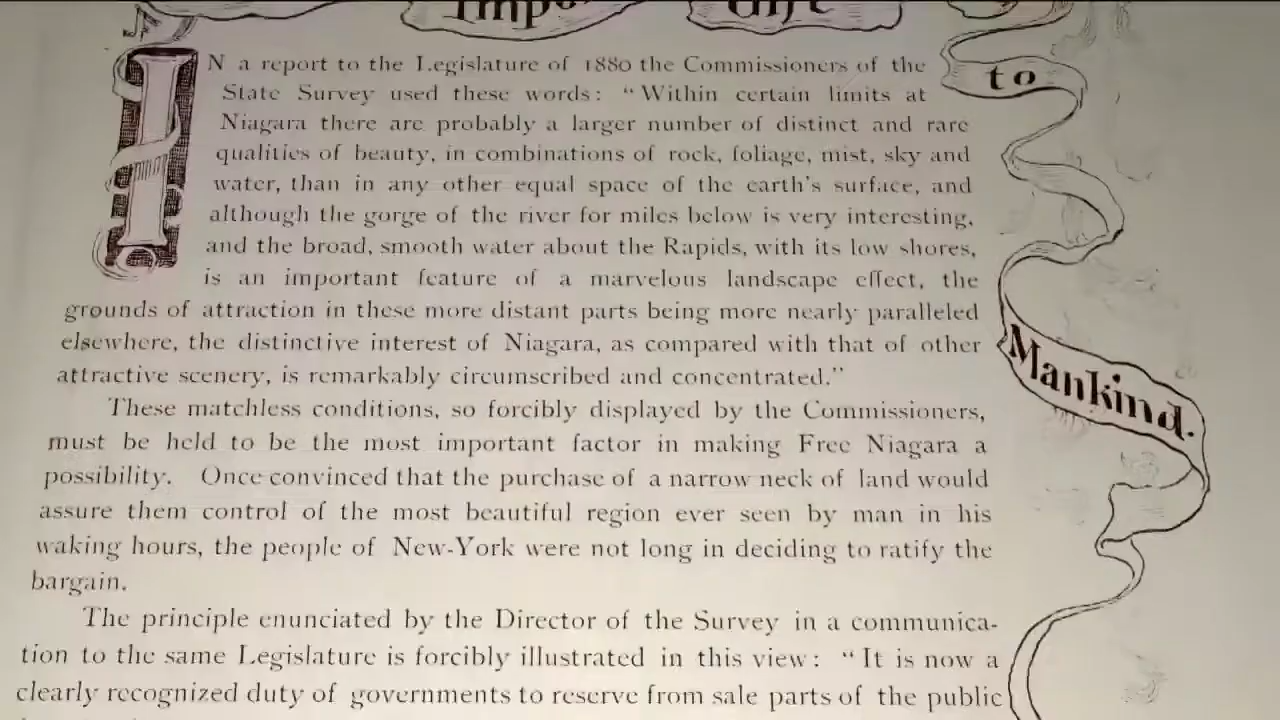 IN a report to the Legislature of 1880 the Commissioners of the
State Survey used these words: "Within certain limits at
Niagara there are probably a larger number of distinct and rare
qualities of beauty, in combinations of rock, foliage, mist, sky and
water, than in any other equal space of the earth's surface, and
although the gorge of the river for miles below is very interesting,
and the broad, smooth water about the Rapids, with its low shores,
is an important feature of a marvelous landscape effect, the
grounds of attraction in these more distant parts being more nearly paralleled
elsewhere, the distinctive interest of Niagara, as compared with that of other
attractive scenery, is remarkably circumscribed and concentrated."
These matchless conditions, so forcibly displayed by the Commissioners,
must be held to be the most important factor in making Free Niagara a
possibility. Once convinced that the purchase of a narrow neck of land would
assure them control of the most beautiful region ever seen by man in his
waking hours, the people of New-York were not long in deciding to ratify the
bargain.
The principle enunciated by the Director of the Survey in a communica-
tion to the same Legislature is forcibly illustrated in this view: "It is now a
clearly recognized duty of governments to reserve from sale parts of the public
to
Mankind.